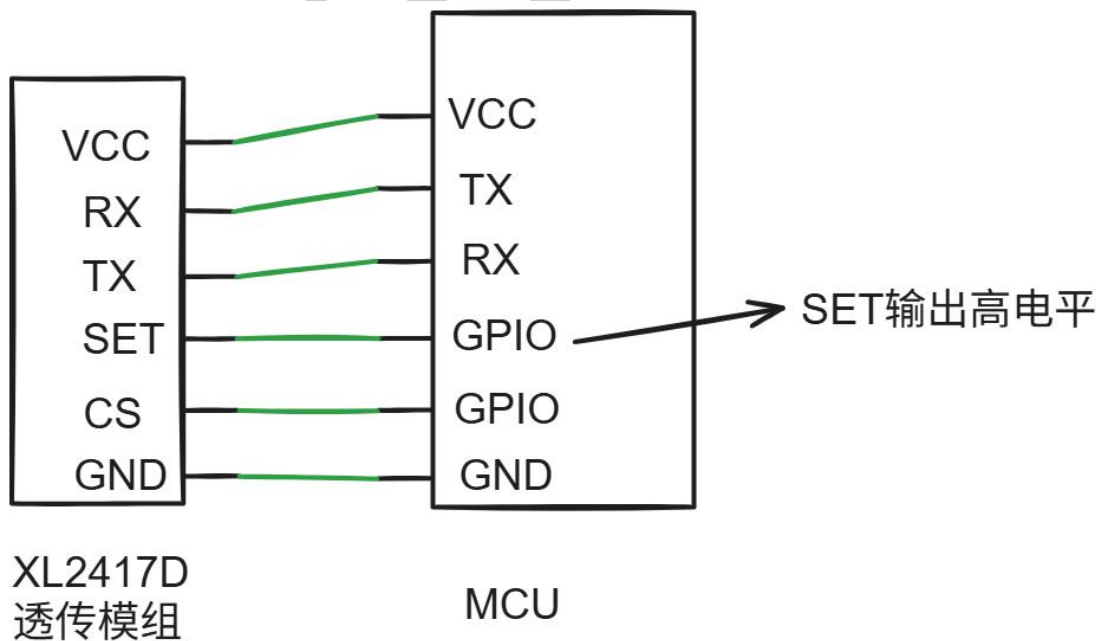 VCC
RX
TX
SET
CS
GND
VCC
TX
RX
GPIO
GPIO
GND
SET输出高电平
XL2417D
透传模组
MCU